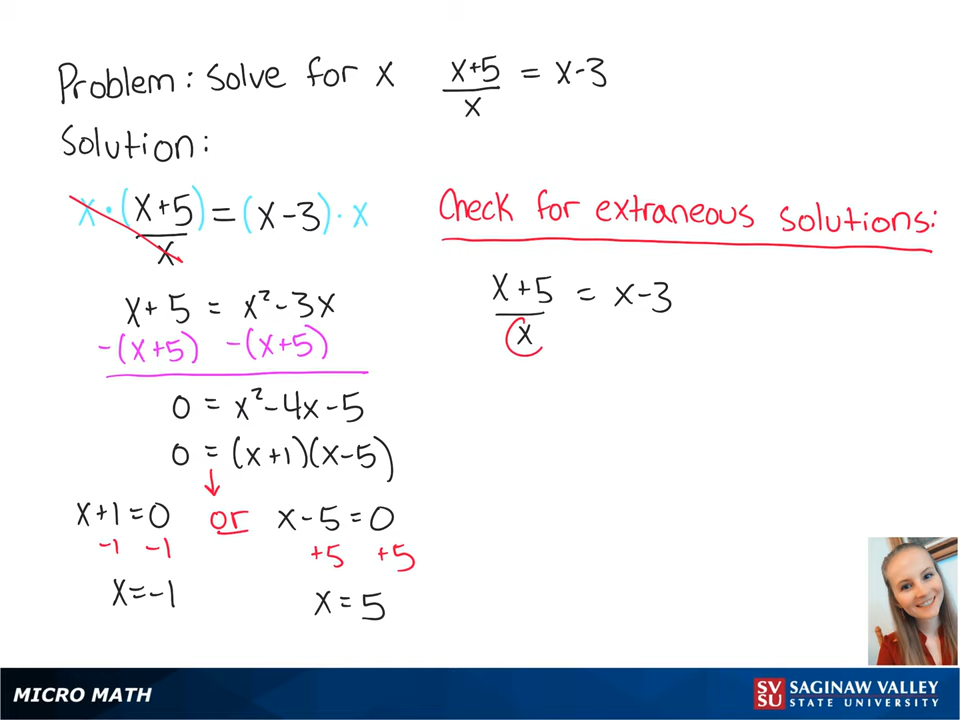 Problem: Solve for x x+5/x = x-3
Solution:
x · (x+5/x) = (x-3) · x
x+5 = x²-3x
-(x+5) -(x+5)
0 = x²-4x-5
0 = (x+1)(x-5)
↓
x+1=0 or x-5=0
-1 -1 +5 +5
x=-1 x=5
Check for extraneous solutions:
x+5/x = x-3
MICRO MATH
SVSU SAGINAW VALLEY
STATE UNIVERSITY